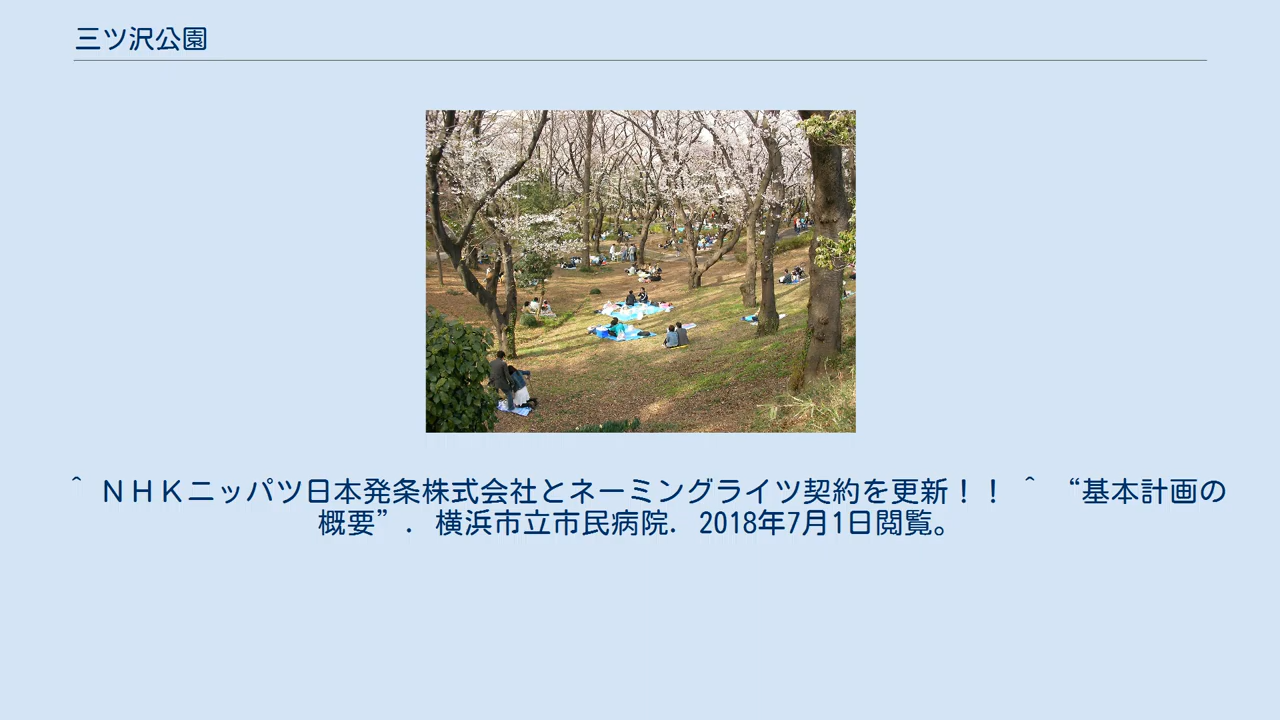 三ツ沢公園
^ ＮＨＫニッパツ日本発条株式会社とネーミングライツ契約を更新！！ ^ “基本計画の
概要”. 横浜市立市民病院. 2018年7月1日閲覧。